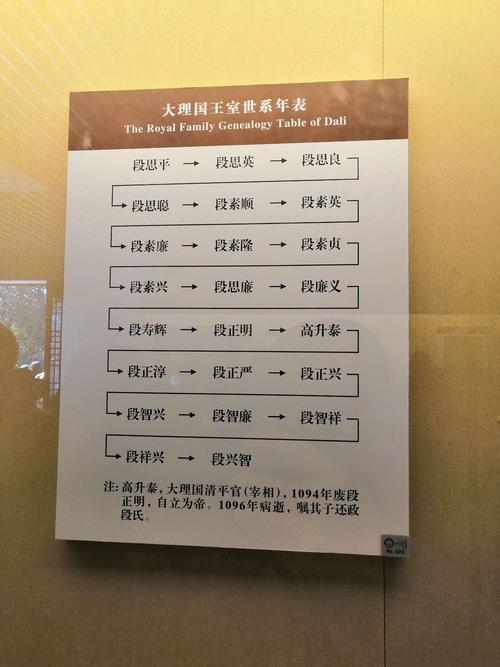 大理国王室世系年表
The Royal Family Genealogy Table of Dali
段思平 → 段思英 → 段思良
段思聪 → 段素顺 → 段素英
段素廉 → 段素隆 → 段素贞
段素兴 → 段思廉 → 段廉义
段寿辉 → 段正明 → 高升泰
段正淳 → 段正严 → 段正兴
段智兴 → 段智廉 → 段智祥
段祥兴 → 段兴智
注:高升泰,大理国清平官(宰相),1094年废段
正明,自立为帝。1096年病逝,嘱其子还政
段氏。
No. 023